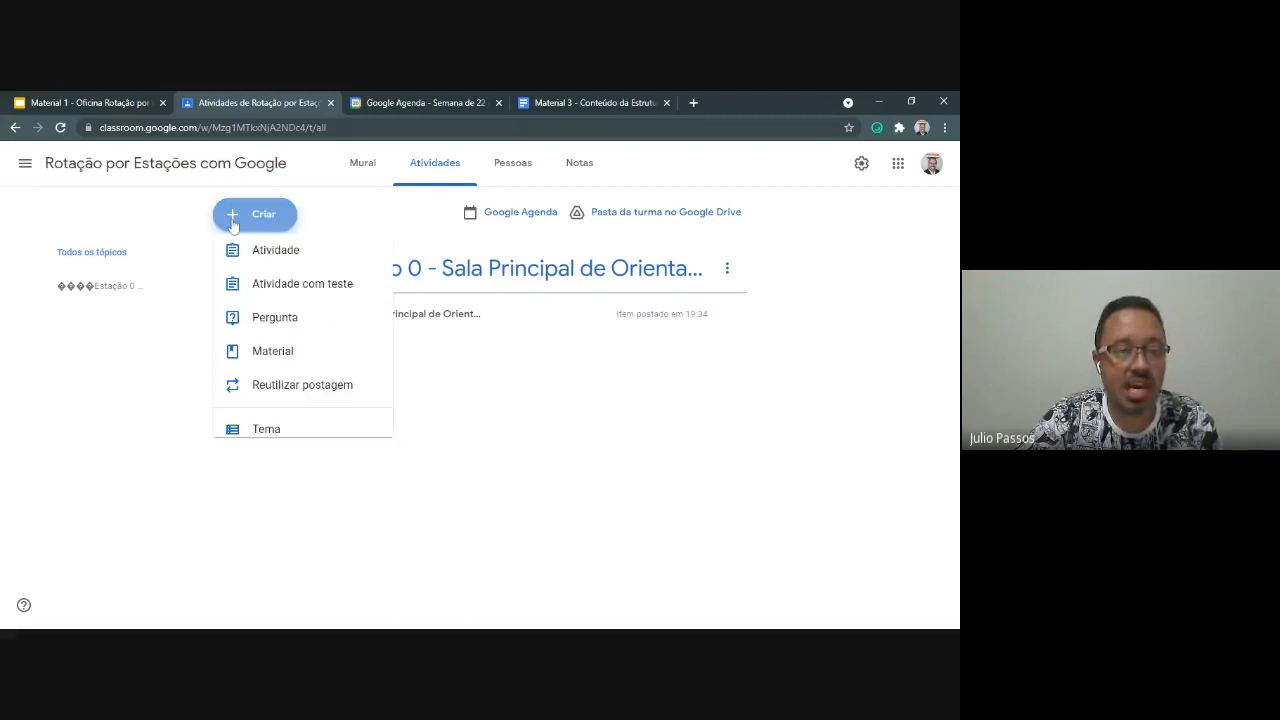 Material 1 - Oficina Rotação por
Atividades de Rotação por Estaçõ
Google Agenda - Semana de 22
Material 3 - Conteúdo da Estrutu
classroom.google.com/w/Mzg1MTkxNjA2NDc4/t/all
Rotação por Estações com Google
Mural
Atividades
Pessoas
Notas
Criar
Google Agenda
Pasta da turma no Google Drive
Todos os tópicos
����Estação 0 ...
Atividade
Atividade com teste
Pergunta
Material
Reutilizar postagem
Tema
o 0 - Sala Principal de Orienta...
rincipal de Orient...
Item postado em 19:34
Julio Passos